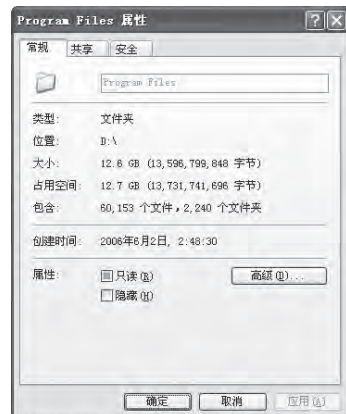 Program Files 属性
常规 共享 安全
Program Files
类型: 文件夹
位置: D:\
大小: 12.6 GB (13,596,799,848 字节)
占用空间: 12.7 GB (13,731,741,696 字节)
包含: 60,153 个文件，2,240 个文件夹
创建时间: 2006年6月2日, 2:48:30
属性: 只读(R) 高级(D)...
隐藏(H)
确定 取消 应用(A)